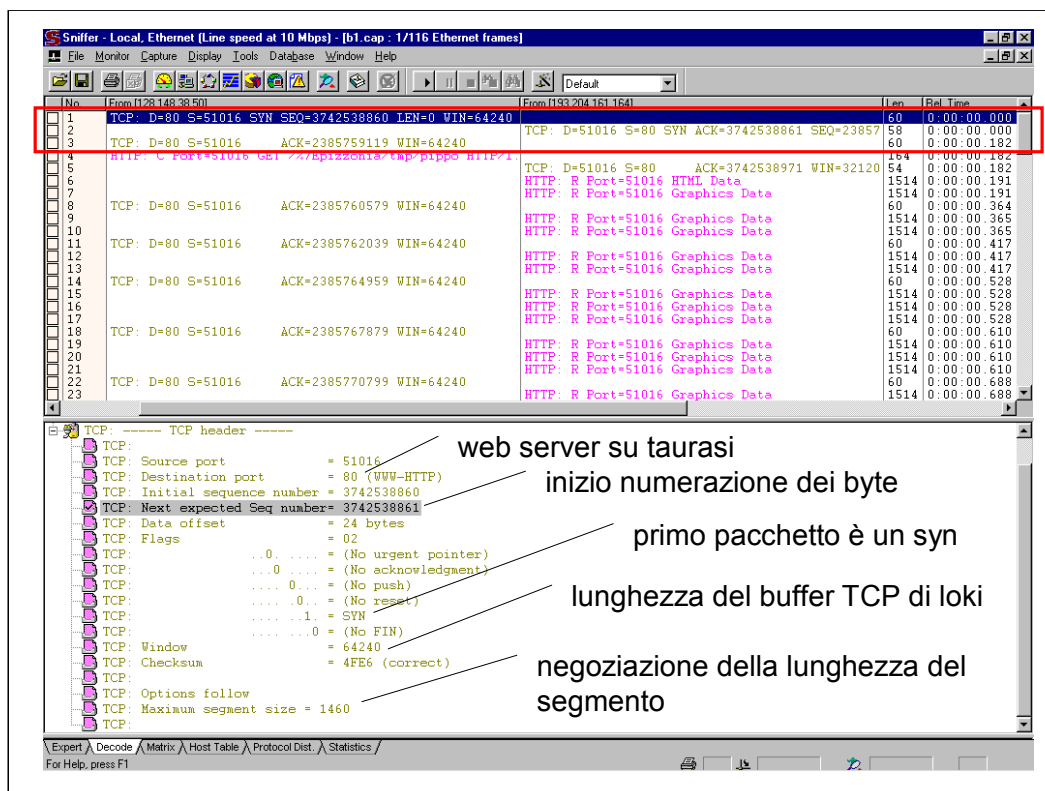 Sniffer - Local, Ethernet (Line speed at 10 Mbps) - [b1.cap : 1/116 Ethernet frames]
File Monitor Capture Display Tools Database Window Help
Default
No. From [128.148.38.50] From [193.204.161.164] Len Rel. Time
1 TCP: D=80 S=51016 SYN SEQ=3742538860 LEN=0 WIN=64240 60 0:00:00.000
2 TCP: D=51016 S=80 SYN ACK=3742538861 SEQ=23857 58 0:00:00.000
3 TCP: D=80 S=51016 ACK=2385759119 WIN=64240 60 0:00:00.182
4 HTTP: C Port=51016 GET /%7Epizzonia/tmp/pippo HTTP/1. 164 0:00:00.182
5 TCP: D=51016 S=80 ACK=3742538971 WIN=32120 54 0:00:00.182
6 HTTP: R Port=51016 HTML Data 1514 0:00:00.191
7 HTTP: R Port=51016 Graphics Data 1514 0:00:00.191
8 TCP: D=80 S=51016 ACK=2385760579 WIN=64240 60 0:00:00.364
9 HTTP: R Port=51016 Graphics Data 1514 0:00:00.365
10 HTTP: R Port=51016 Graphics Data 1514 0:00:00.365
11 TCP: D=80 S=51016 ACK=2385762039 WIN=64240 60 0:00:00.417
12 HTTP: R Port=51016 Graphics Data 1514 0:00:00.417
13 HTTP: R Port=51016 Graphics Data 1514 0:00:00.417
14 TCP: D=80 S=51016 ACK=2385764959 WIN=64240 60 0:00:00.528
15 HTTP: R Port=51016 Graphics Data 1514 0:00:00.528
16 HTTP: R Port=51016 Graphics Data 1514 0:00:00.528
17 HTTP: R Port=51016 Graphics Data 1514 0:00:00.528
18 TCP: D=80 S=51016 ACK=2385767879 WIN=64240 60 0:00:00.610
19 HTTP: R Port=51016 Graphics Data 1514 0:00:00.610
20 HTTP: R Port=51016 Graphics Data 1514 0:00:00.610
21 HTTP: R Port=51016 Graphics Data 1514 0:00:00.610
22 TCP: D=80 S=51016 ACK=2385770799 WIN=64240 60 0:00:00.688
23 HTTP: R Port=51016 Graphics Data 1514 0:00:00.688
TCP: ----- TCP header -----
TCP:
TCP: Source port = 51016
TCP: Destination port = 80 (WWW-HTTP)
TCP: Initial sequence number = 3742538860
TCP: Next expected Seq number= 3742538861
TCP: Data offset = 24 bytes
TCP: Flags = 02
TCP: ..0. .... = (No urgent pointer)
TCP: ...0 .... = (No acknowledgment)
TCP: .... 0... = (No push)
TCP: .... .0.. = (No reset)
TCP: .... ..1. = SYN
TCP: .... ...0 = (No FIN)
TCP: Window = 64240
TCP: Checksum = 4FE6 (correct)
TCP:
TCP: Options follow
TCP: Maximum segment size = 1460
TCP:
web server su taurasi
inizio numerazione dei byte
primo pacchetto è un syn
lunghezza del buffer TCP di loki
negoziazione della lunghezza del
segmento
Expert Decode Matrix Host Table Protocol Dist. Statistics
For Help, press F1